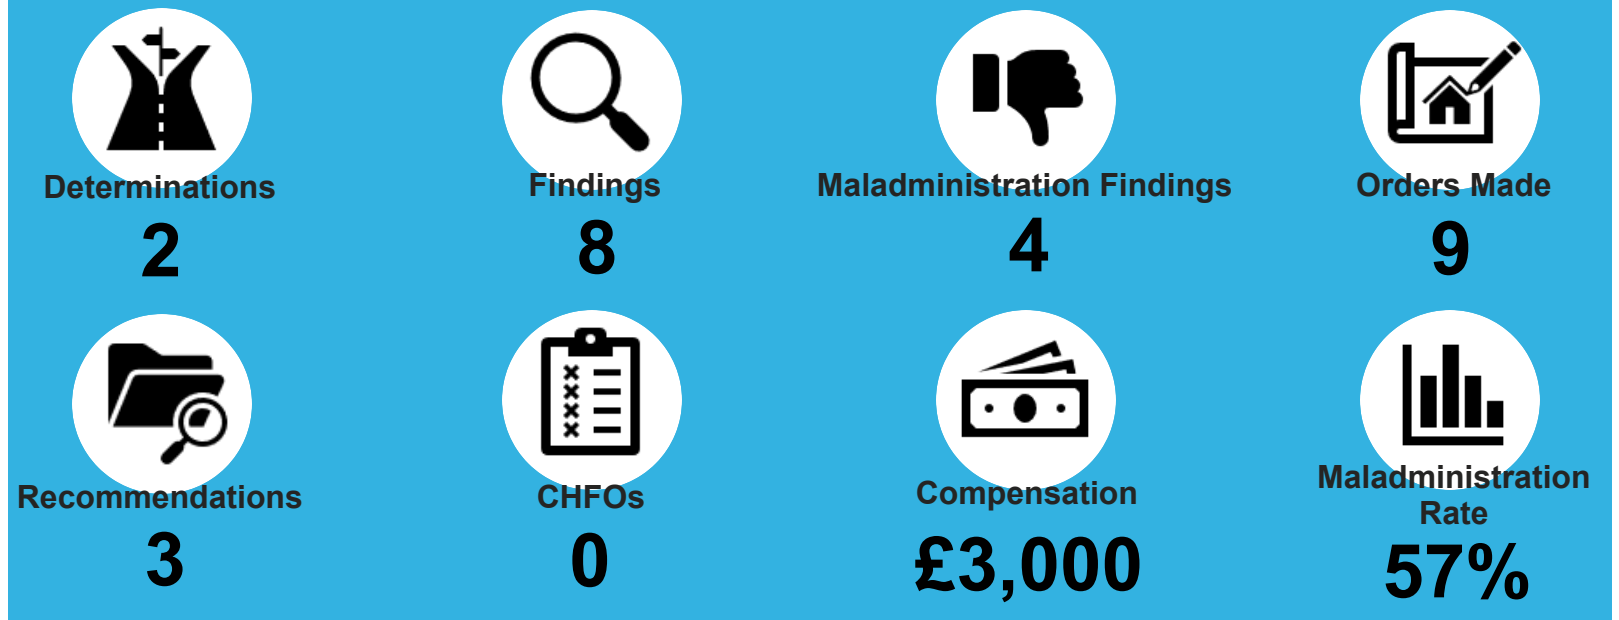 Determinations
2
Findings
8
Maladministration Findings
4
Orders Made
9
Recommendations
3
CHFOs
0
Compensation
£3,000
Maladministration
Rate
57%